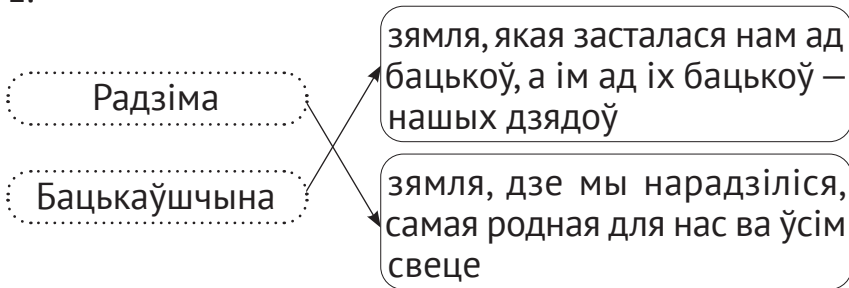 Радзіма
Бацькаўшчына
зямля, якая засталася нам ад
бацькоў, а ім ад іх бацькоў —
нашых дзядоў
зямля, дзе мы нарадзіліся,
самая родная для нас ва ўсім
свеце